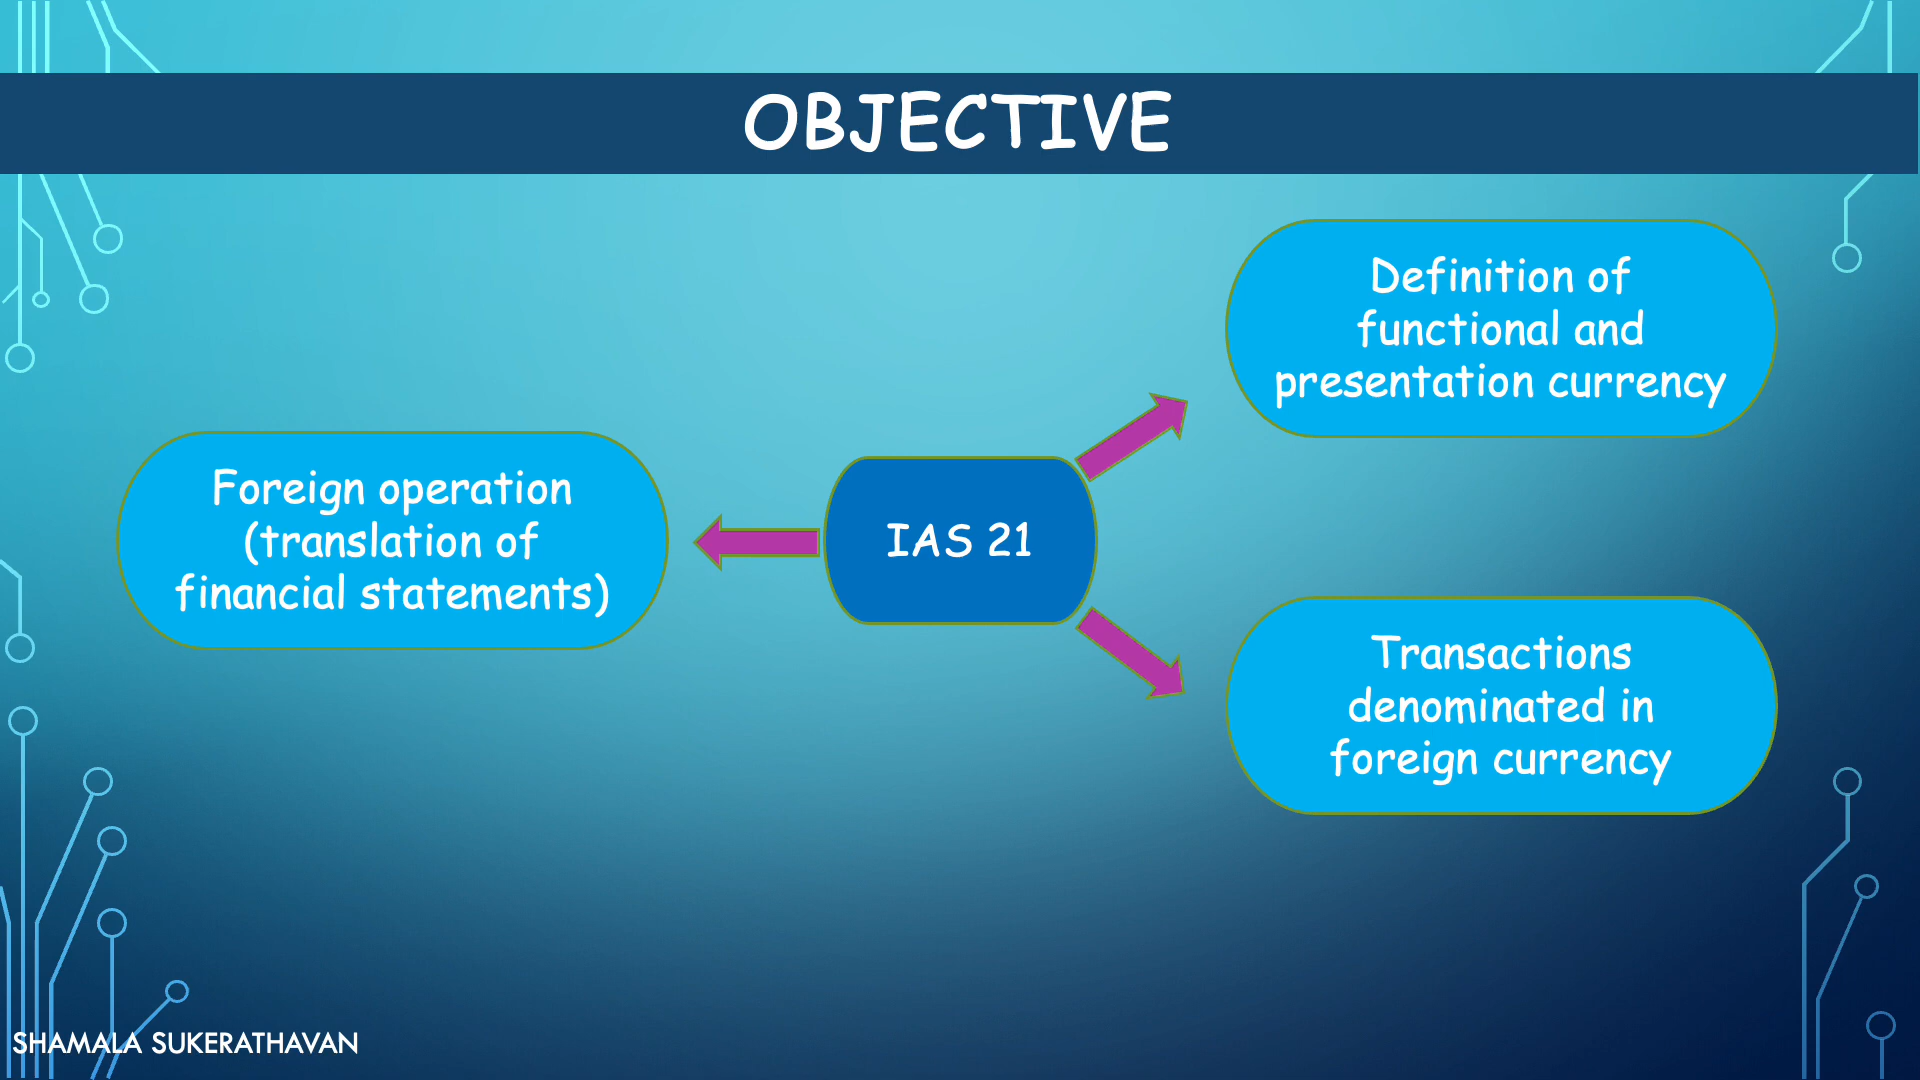 OBJECTIVE
Definition of
functional and
presentation currency
Foreign operation
(translation of
financial statements)
IAS 21
Transactions
denominated in
foreign currency
SHAMALA SUKERATHAVAN